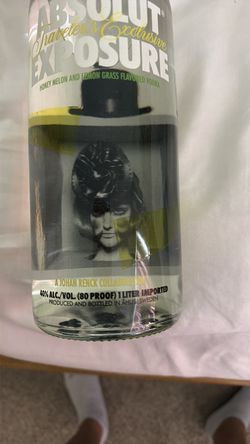 ABSOLUT
Traveler's Exclusive
EXPOSURE
HONEY MELON AND LEMON GRASS FLAVORED VODKA
A JOHAN RENCK COLLABORATION
40% ALC./VOL. (80 PROOF) 1 LITER IMPORTED
PRODUCED AND BOTTLED IN ÅHUS, SWEDEN